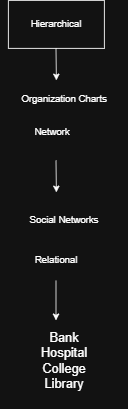 Hierarchical
Organization Charts
Network
Social Networks
Relational
Bank
Hospital
College
Library